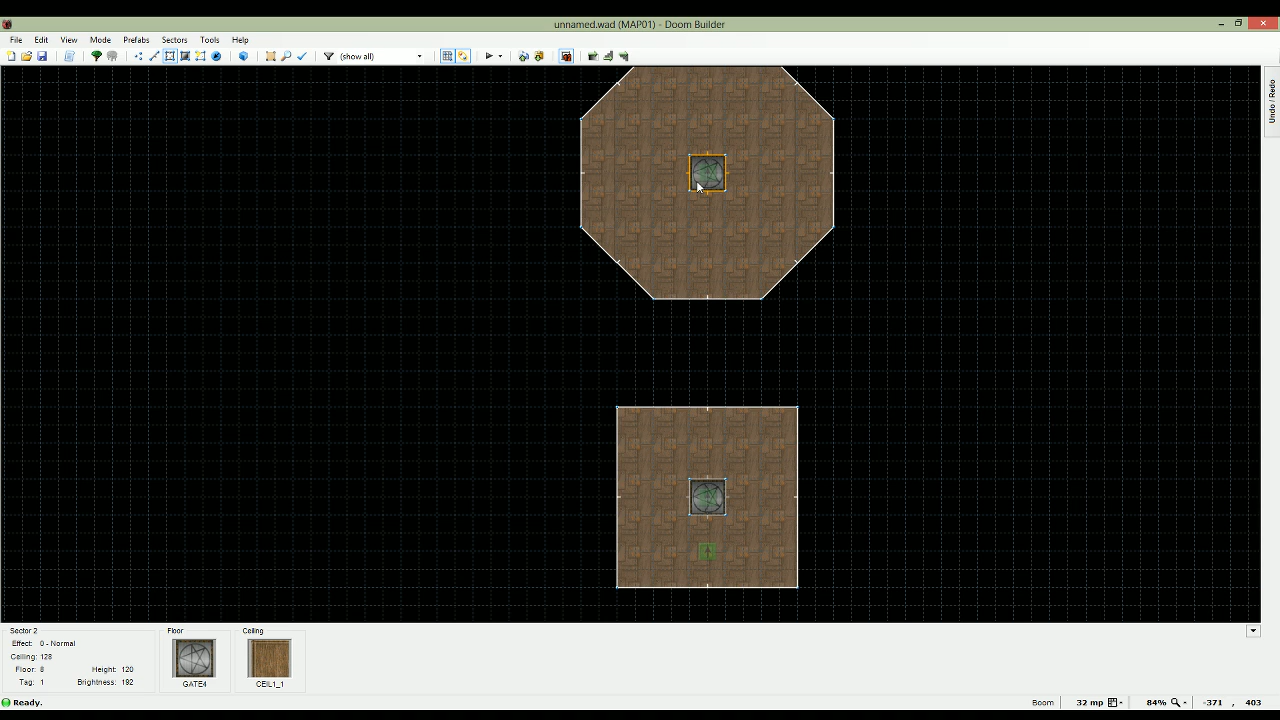 unnamed.wad (MAP01) - Doom Builder
File Edit View Mode Prefabs Sectors Tools Help
(show all)
Undo / Redo
Sector 2
Effect: 0 - Normal
Ceiling: 128
Floor: 8 Height: 120
Tag: 1 Brightness: 192
Floor
GATE4
Ceiling
CEIL1_1
Ready.
Boom 32 mp 84% -371 , 403